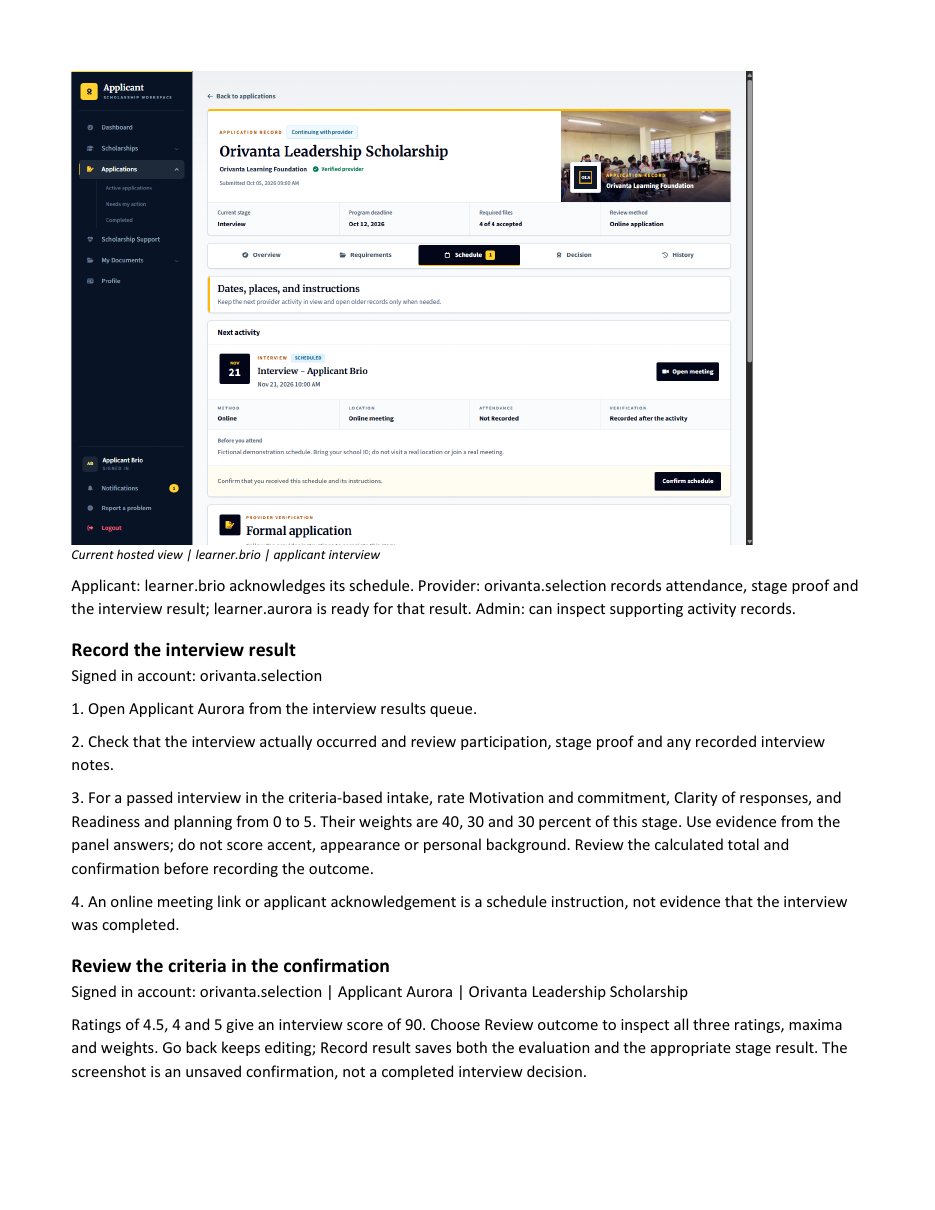 Applicant
SCHOLARSHIP WORKSPACE
Dashboard
Scholarships
Applications
Active applications
Needs my action
Completed
Scholarship Support
My Documents
Profile
AB
Applicant Brio
SIGNED IN
Notifications
Report a problem
Logout
← Back to applications
APPLICATION RECORD Continuing with provider
Orivanta Leadership Scholarship
Orivanta Learning Foundation Verified provider
Submitted Oct 05, 2026 09:00 AM
APPLICATION RECORD
Orivanta Learning Foundation
Current stage
Interview
Program deadline
Oct 12, 2026
Required files
4 of 4 accepted
Review method
Online application
Overview
Requirements
Schedule 1
Decision
History
Dates, places, and instructions
Keep the next provider activity in view and open older records only when needed.
Next activity
NOV
21
INTERVIEW SCHEDULED
Interview - Applicant Brio
Nov 21, 2026 10:00 AM
Open meeting
METHOD
Online
LOCATION
Online meeting
ATTENDANCE
Not Recorded
VERIFICATION
Recorded after the activity
Before you attend
Fictional demonstration schedule. Bring your school ID; do not visit a real location or join a real meeting.
Confirm that you received this schedule and its instructions.
Confirm schedule
PROVIDER VERIFICATION
Formal application
Current hosted view | learner.brio | applicant interview
Applicant: learner.brio acknowledges its schedule. Provider: orivanta.selection records attendance, stage proof and
the interview result; learner.aurora is ready for that result. Admin: can inspect supporting activity records.
Record the interview result
Signed in account: orivanta.selection
1. Open Applicant Aurora from the interview results queue.
2. Check that the interview actually occurred and review participation, stage proof and any recorded interview
notes.
3. For a passed interview in the criteria-based intake, rate Motivation and commitment, Clarity of responses, and
Readiness and planning from 0 to 5. Their weights are 40, 30 and 30 percent of this stage. Use evidence from the
panel answers; do not score accent, appearance or personal background. Review the calculated total and
confirmation before recording the outcome.
4. An online meeting link or applicant acknowledgement is a schedule instruction, not evidence that the interview
was completed.
Review the criteria in the confirmation
Signed in account: orivanta.selection | Applicant Aurora | Orivanta Leadership Scholarship
Ratings of 4.5, 4 and 5 give an interview score of 90. Choose Review outcome to inspect all three ratings, maxima
and weights. Go back keeps editing; Record result saves both the evaluation and the appropriate stage result. The
screenshot is an unsaved confirmation, not a completed interview decision.